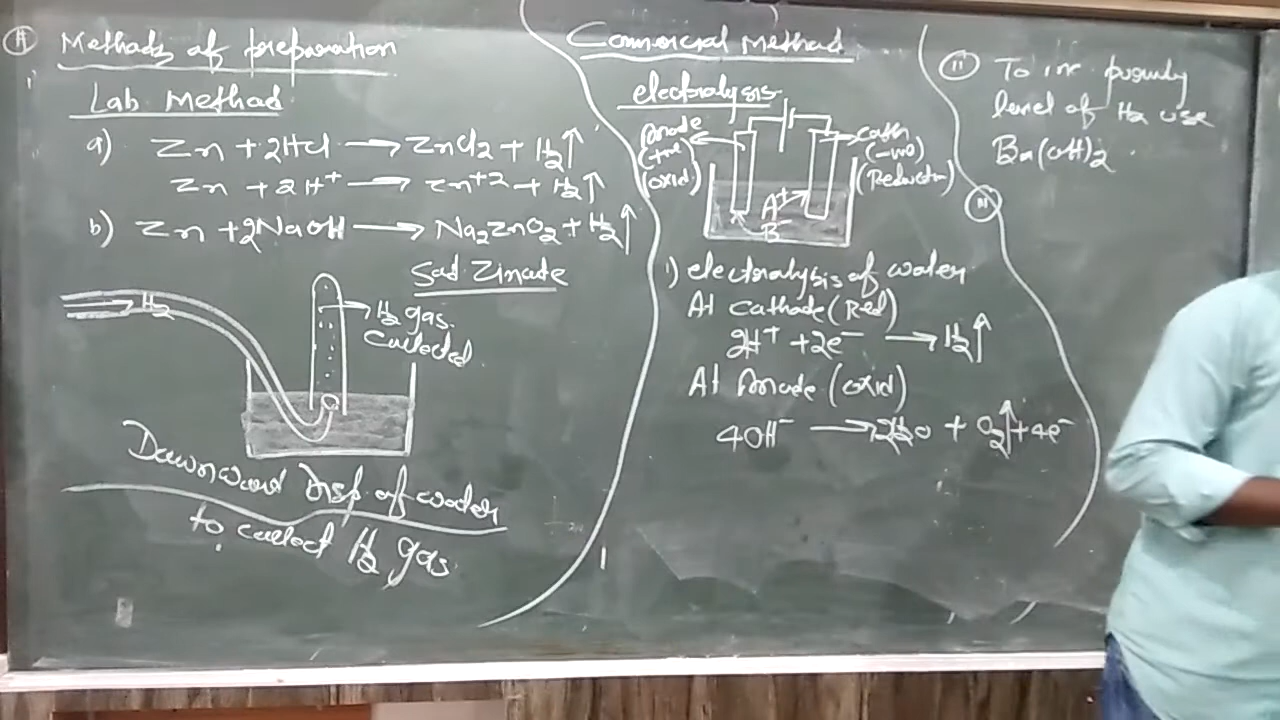 II Methods of preparation
Lab Method
a) Zn + 2HCl → ZnCl2 + H2↑
Zn + 2H+ → Zn+2 + H2↑
b) Zn + 2NaOH → Na2ZnO2 + H2↑
Sod Zincate
H2
H2 gas
Collected
Downward Disp of water
to collect H2 gas
Commercial Method
electrolysis
Anode
(+ve)
(oxid)
Cath
(-ve)
(Reduction)
A+
B-
1) electrolysis of water
At cathode (Red)
2H+ + 2e- → H2↑
At Anode (oxid)
4OH- → 2H2O + O2↑ + 4e-
II To inc
level of H2 use
Ba(OH)2
III